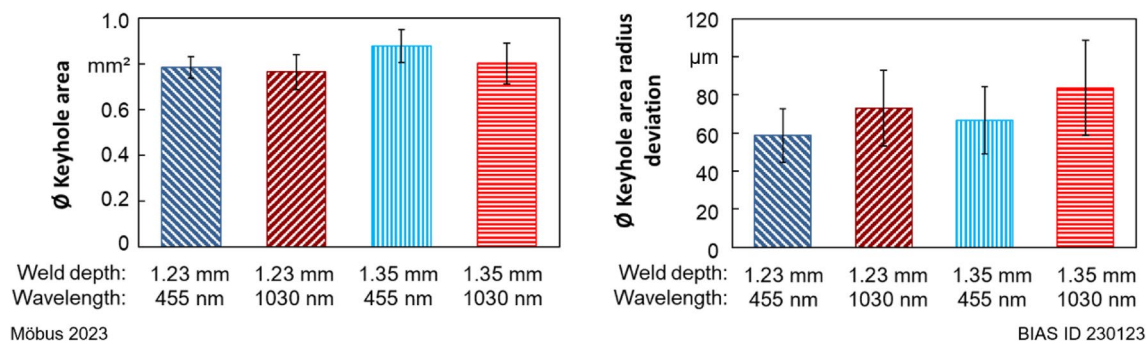 Ø Keyhole area
1.0
mm²
0.6
0.4
0.2
0
Weld depth: 1.23 mm 1.23 mm 1.35 mm 1.35 mm
Wavelength: 455 nm 1030 nm 455 nm 1030 nm
Ø Keyhole area radius
deviation
120
µm
80
60
40
20
0
Weld depth: 1.23 mm 1.23 mm 1.35 mm 1.35 mm
Wavelength: 455 nm 1030 nm 455 nm 1030 nm
Möbus 2023
BIAS ID 230123